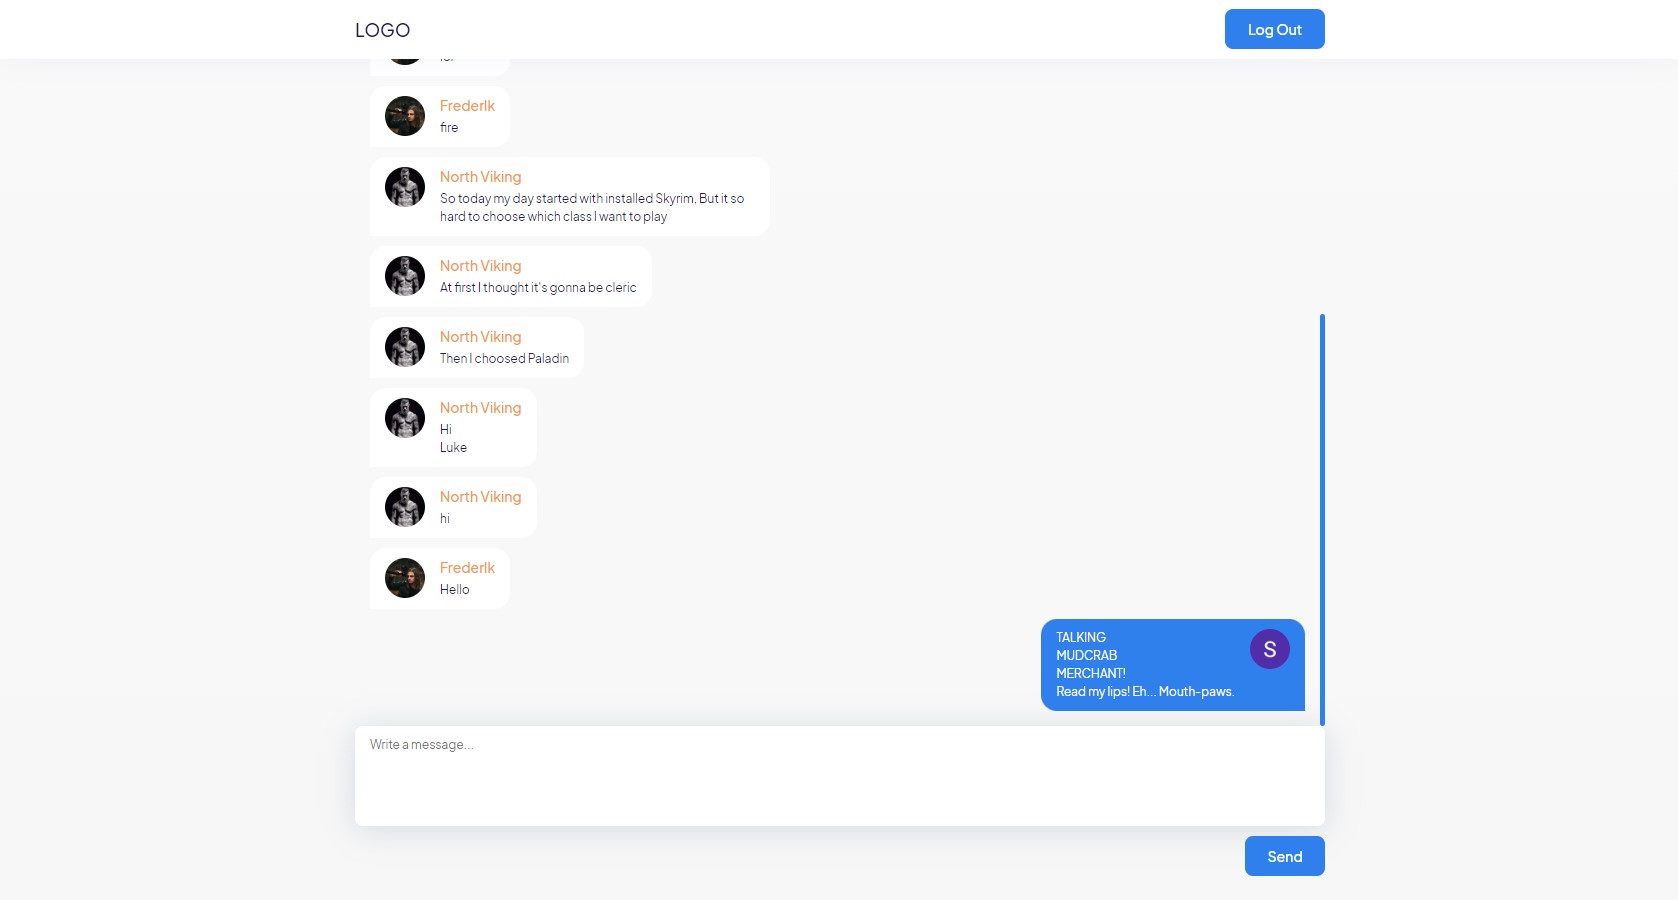 LOGO
Log Out
FrederIk
fire
North Viking
So today my day started with installed Skyrim, But it so
hard to choose which class I want to play
North Viking
At first I thought it's gonna be cleric
North Viking
Then I choosed Paladin
North Viking
Hi
Luke
North Viking
hi
FrederIk
Hello
TALKING
MUDCRAB
MERCHANT!
Read my lips! Eh... Mouth-paws.
S
Write a message...
Send